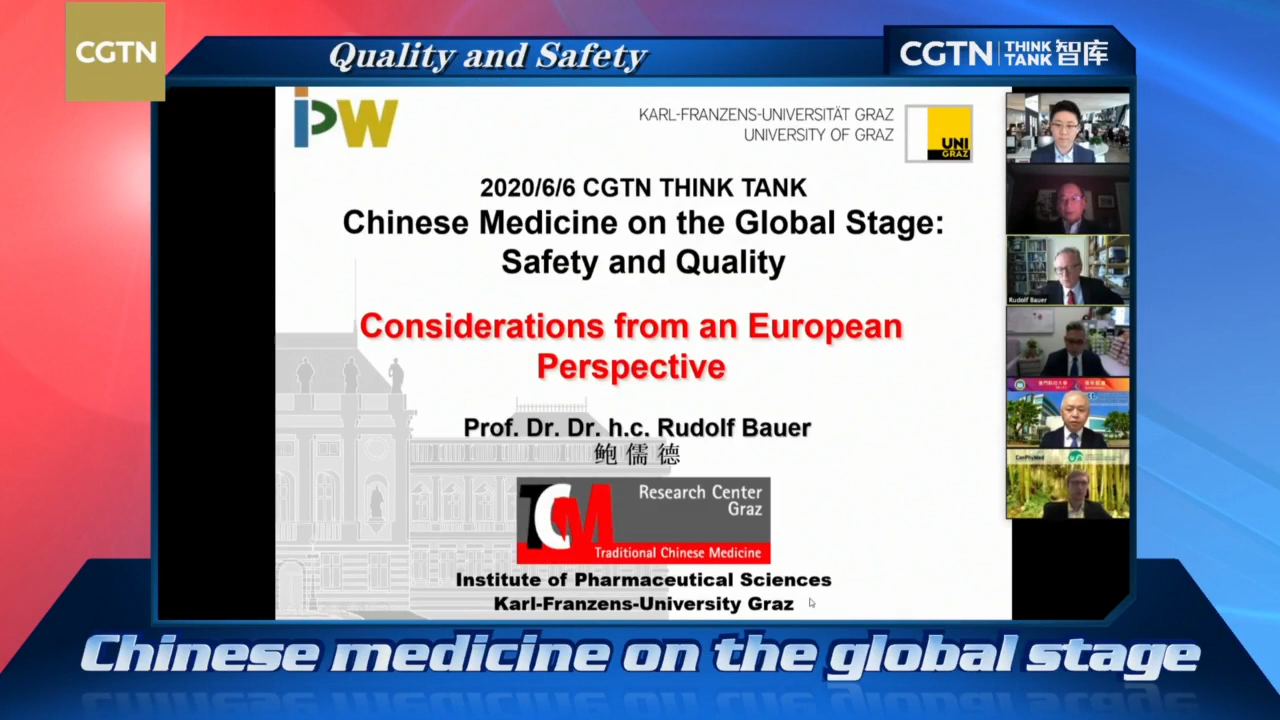 CGTN
Quality and Safety
CGTN THINK TANK 智库
IPW
KARL-FRANZENS-UNIVERSITÄT GRAZ
UNIVERSITY OF GRAZ
UNI
GRAZ
2020/6/6 CGTN THINK TANK
Chinese Medicine on the Global Stage:
Safety and Quality
Considerations from an European
Perspective
Prof. Dr. Dr. h.c. Rudolf Bauer
鲍儒德
TCM
Research Center
Graz
Traditional Chinese Medicine
Institute of Pharmaceutical Sciences
Karl-Franzens-University Graz
Rudolf Bauer
Chinese medicine on the global stage